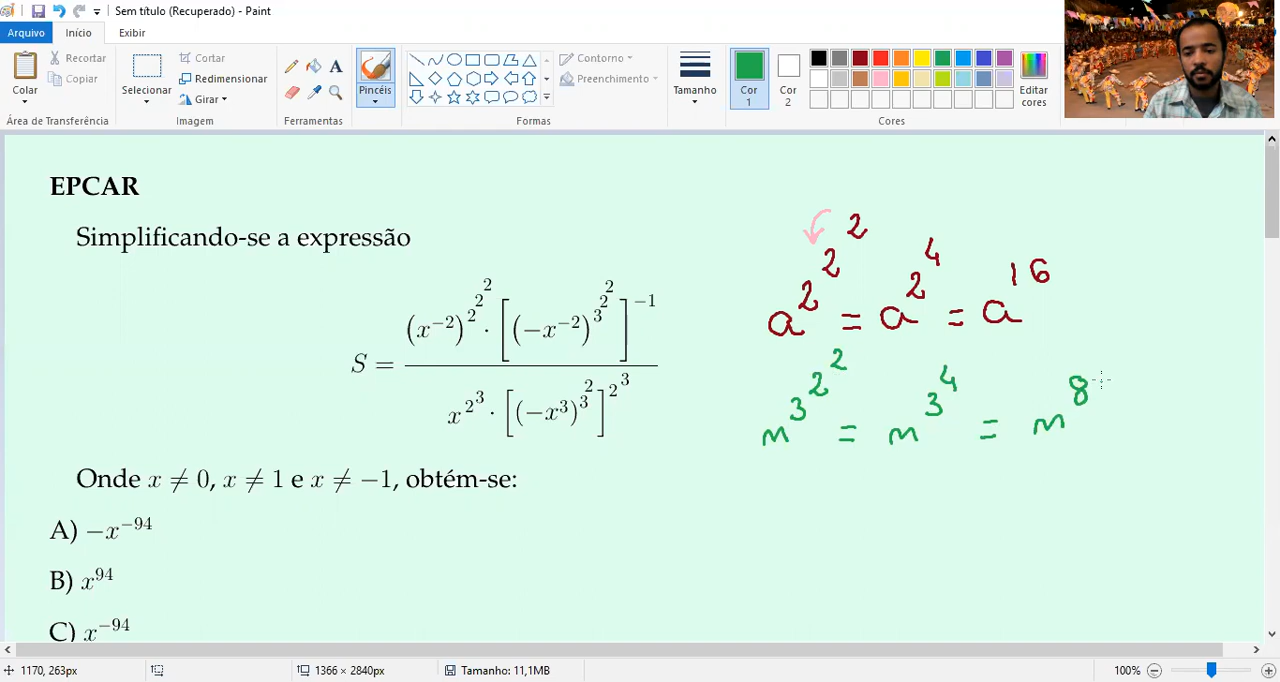 Sem título (Recuperado) - Paint
Arquivo Início Exibir
Colar Recortar Copiar Selecionar Cortar Redimensionar Girar Pincéis Contorno Preenchimento Tamanho Cor 1 Cor 2 Editar cores
Área de Transferência Imagem Ferramentas Formas Cores
EPCAR
Simplificando-se a expressão
S = \frac{(x^{-2})^{2^{2^{2}}} \cdot [(-x^{-2})^{3^{2^{2}}}]^{-1}}{x^{2^{3}} \cdot [(-x^{3})^{3^{2}}]^{2^{3}}}
a^{2^{2^{2}}} = a^{2^{4}} = a^{16}
m^{3^{2^{2}}} = m^{3^{4}} = m^{8}
Onde x ≠ 0, x ≠ 1 e x ≠ −1, obtém-se:
A) −x^{−94}
B) x^{94}
C) x^{−94}
1170, 263px 1366 × 2840px Tamanho: 11,1MB 100%